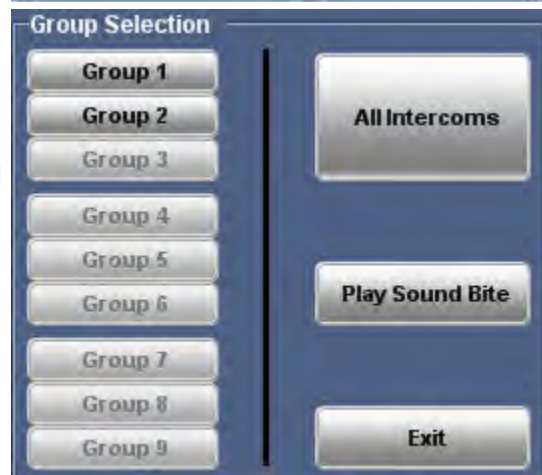 Group Selection
Group 1
Group 2
Group 3
Group 4
Group 5
Group 6
Group 7
Group 8
Group 9
All Intercoms
Play Sound Bite
Exit